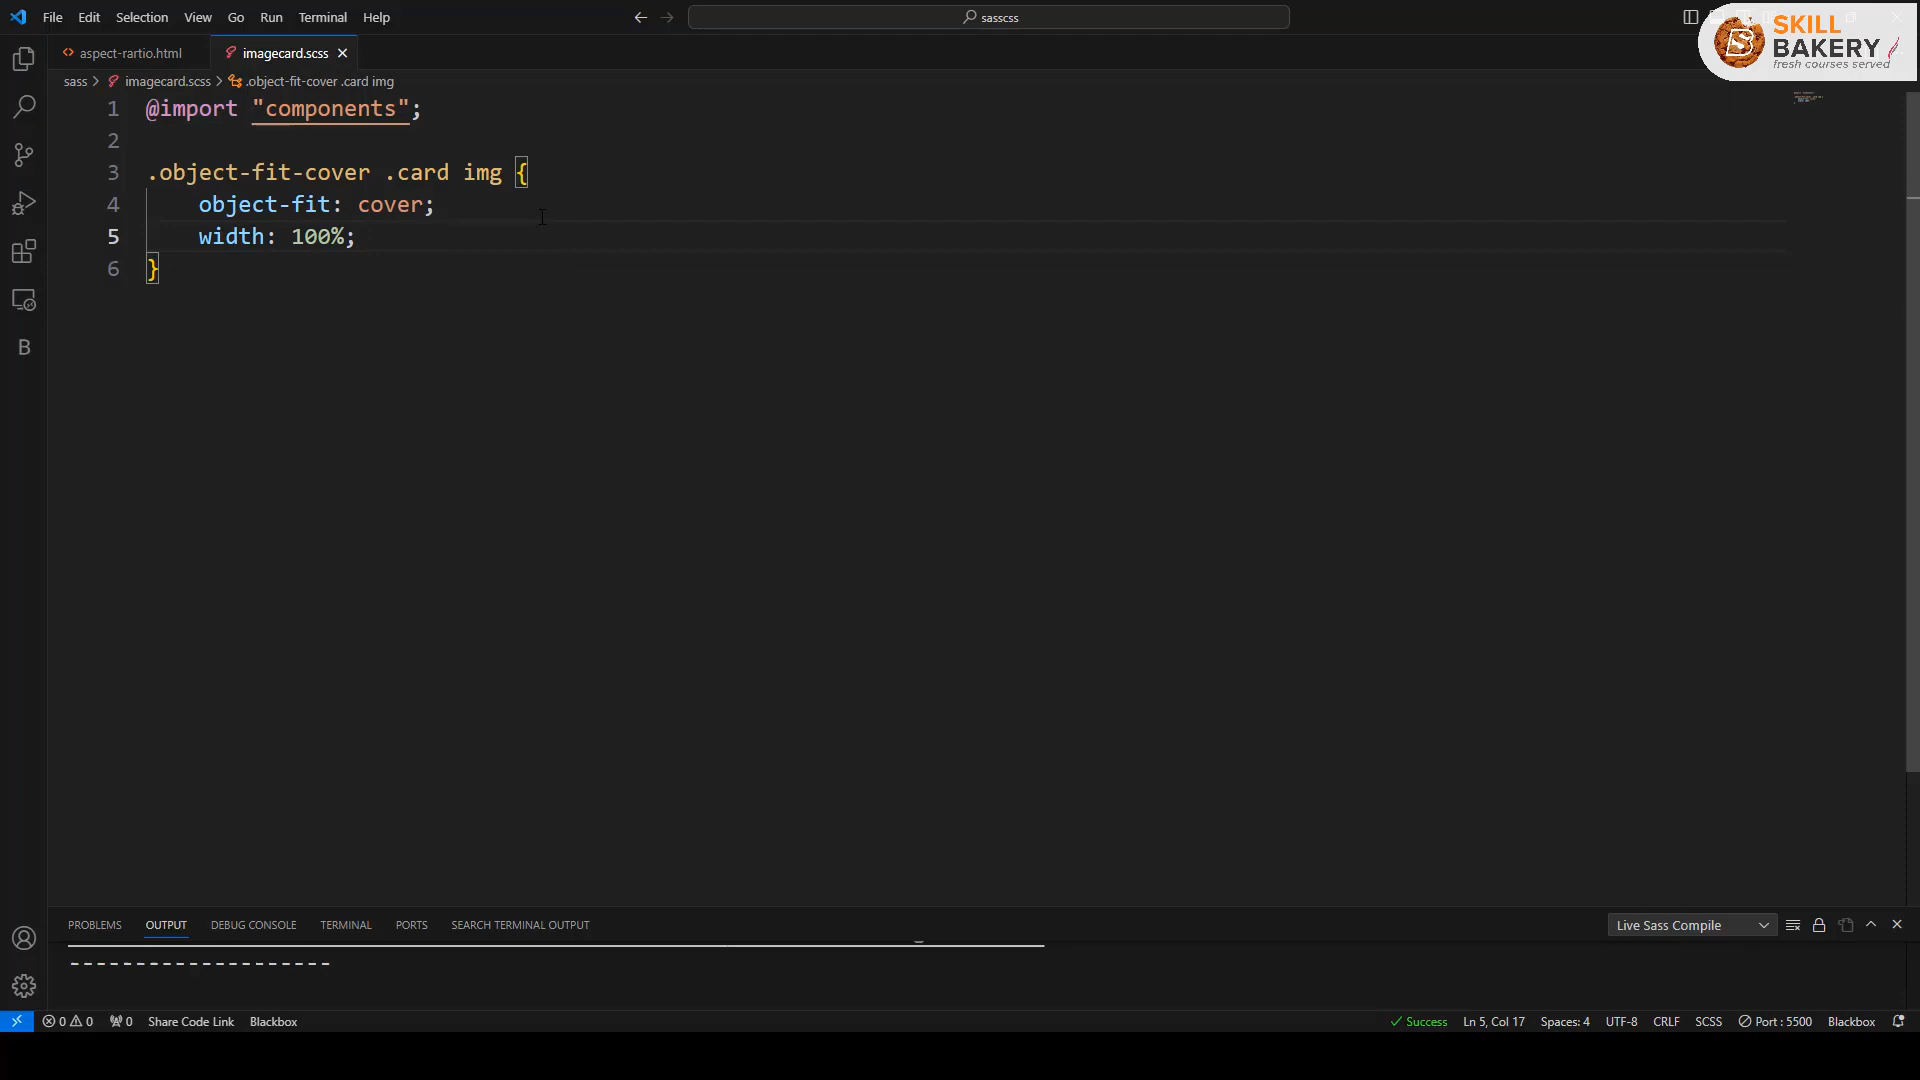 File Edit Selection View Go Run Terminal Help
sasscss
SKILL
BAKERY
fresh courses served
aspect-rartio.html
imagecard.scss
sass > imagecard.scss > .object-fit-cover .card img
1 @import "components";
2
3 .object-fit-cover .card img {
4 object-fit: cover;
5 width: 100%;
6 }
B
PROBLEMS OUTPUT DEBUG CONSOLE TERMINAL PORTS SEARCH TERMINAL OUTPUT
Live Sass Compile
--------------------
0 0 0 Share Code Link Blackbox
Success Ln 5, Col 17 Spaces: 4 UTF-8 CRLF SCSS Port : 5500 Blackbox